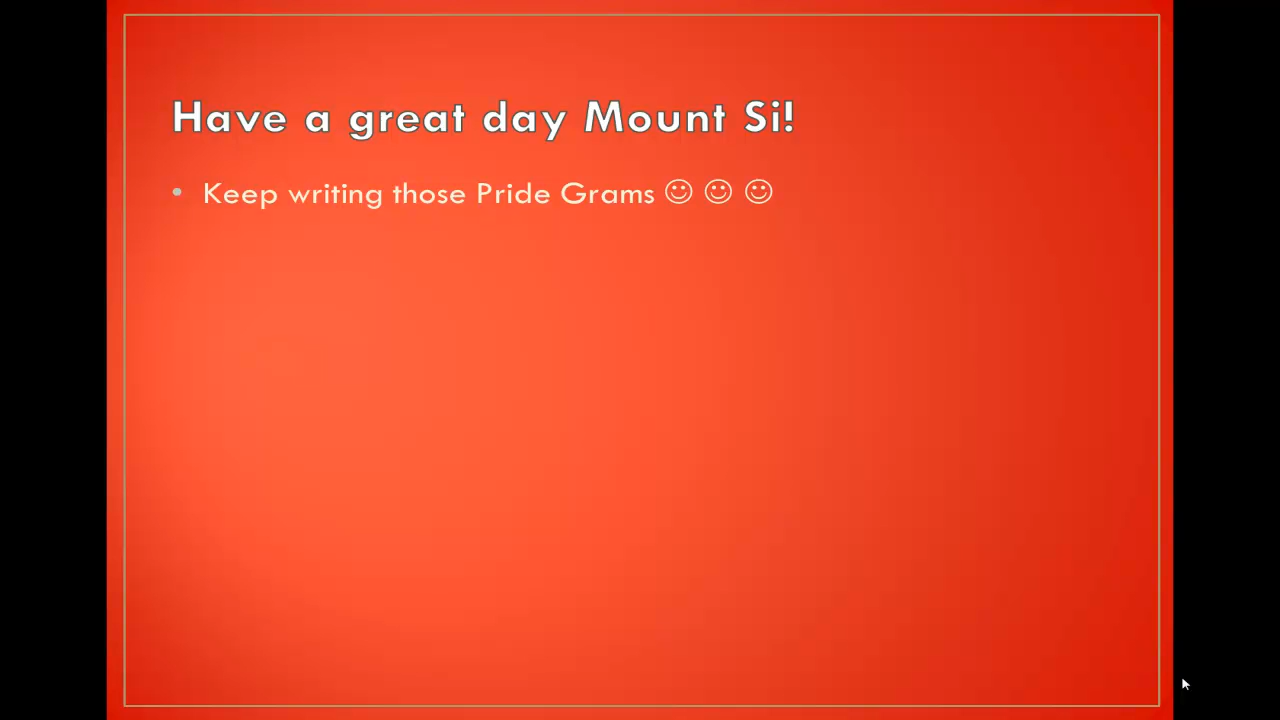 Have a great day Mount Si!
• Keep writing those Pride Grams ☺ ☺ ☺